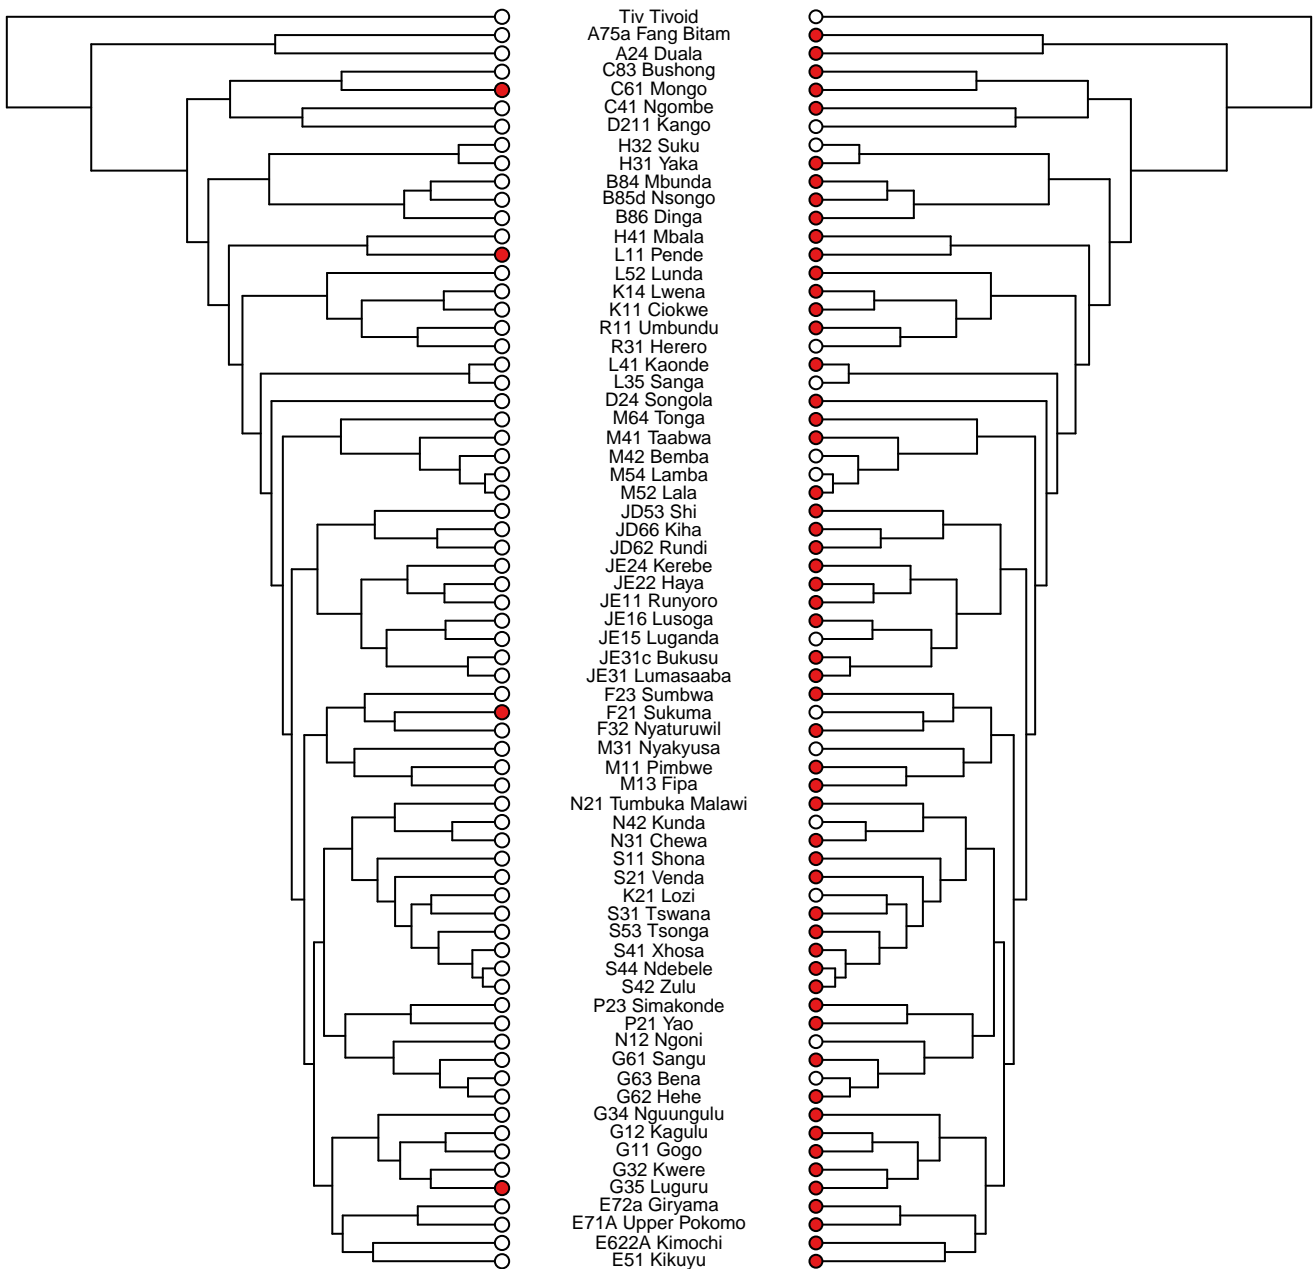 Tiv Tivoid
A75a Fang Bitam
A24 Duala
C83 Bushong
C61 Mongo
C41 Ngombe
D211 Kango
H32 Suku
H31 Yaka
B84 Mbunda
B85d Nsongo
B86 Dinga
H41 Mbala
L11 Pende
L52 Lunda
K14 Lwena
K11 Ciokwe
R11 Umbundu
R31 Herero
L41 Kaonde
L35 Sanga
D24 Songola
M64 Tonga
M41 Taabwa
M42 Bemba
M54 Lamba
M52 Lala
JD53 Shi
JD66 Kiha
JD62 Rundi
JE24 Kerebe
JE22 Haya
JE11 Runyoro
JE16 Lusoga
JE15 Luganda
JE31c Bukusu
JE31 Lumasaaba
F23 Sumbwa
F21 Sukuma
F32 Nyaturuwil
M31 Nyakyusa
M11 Pimbwe
M13 Fipa
N21 Tumbuka Malawi
N42 Kunda
N31 Chewa
S11 Shona
S21 Venda
K21 Lozi
S31 Tswana
S53 Tsonga
S41 Xhosa
S44 Ndebele
S42 Zulu
P23 Simakonde
P21 Yao
N12 Ngoni
G61 Sangu
G63 Bena
G62 Hehe
G34 Nguungulu
G12 Kagulu
G11 Gogo
G32 Kwere
G35 Luguru
E72a Giryama
E71A Upper Pokomo
E622A Kimochi
E51 Kikuyu